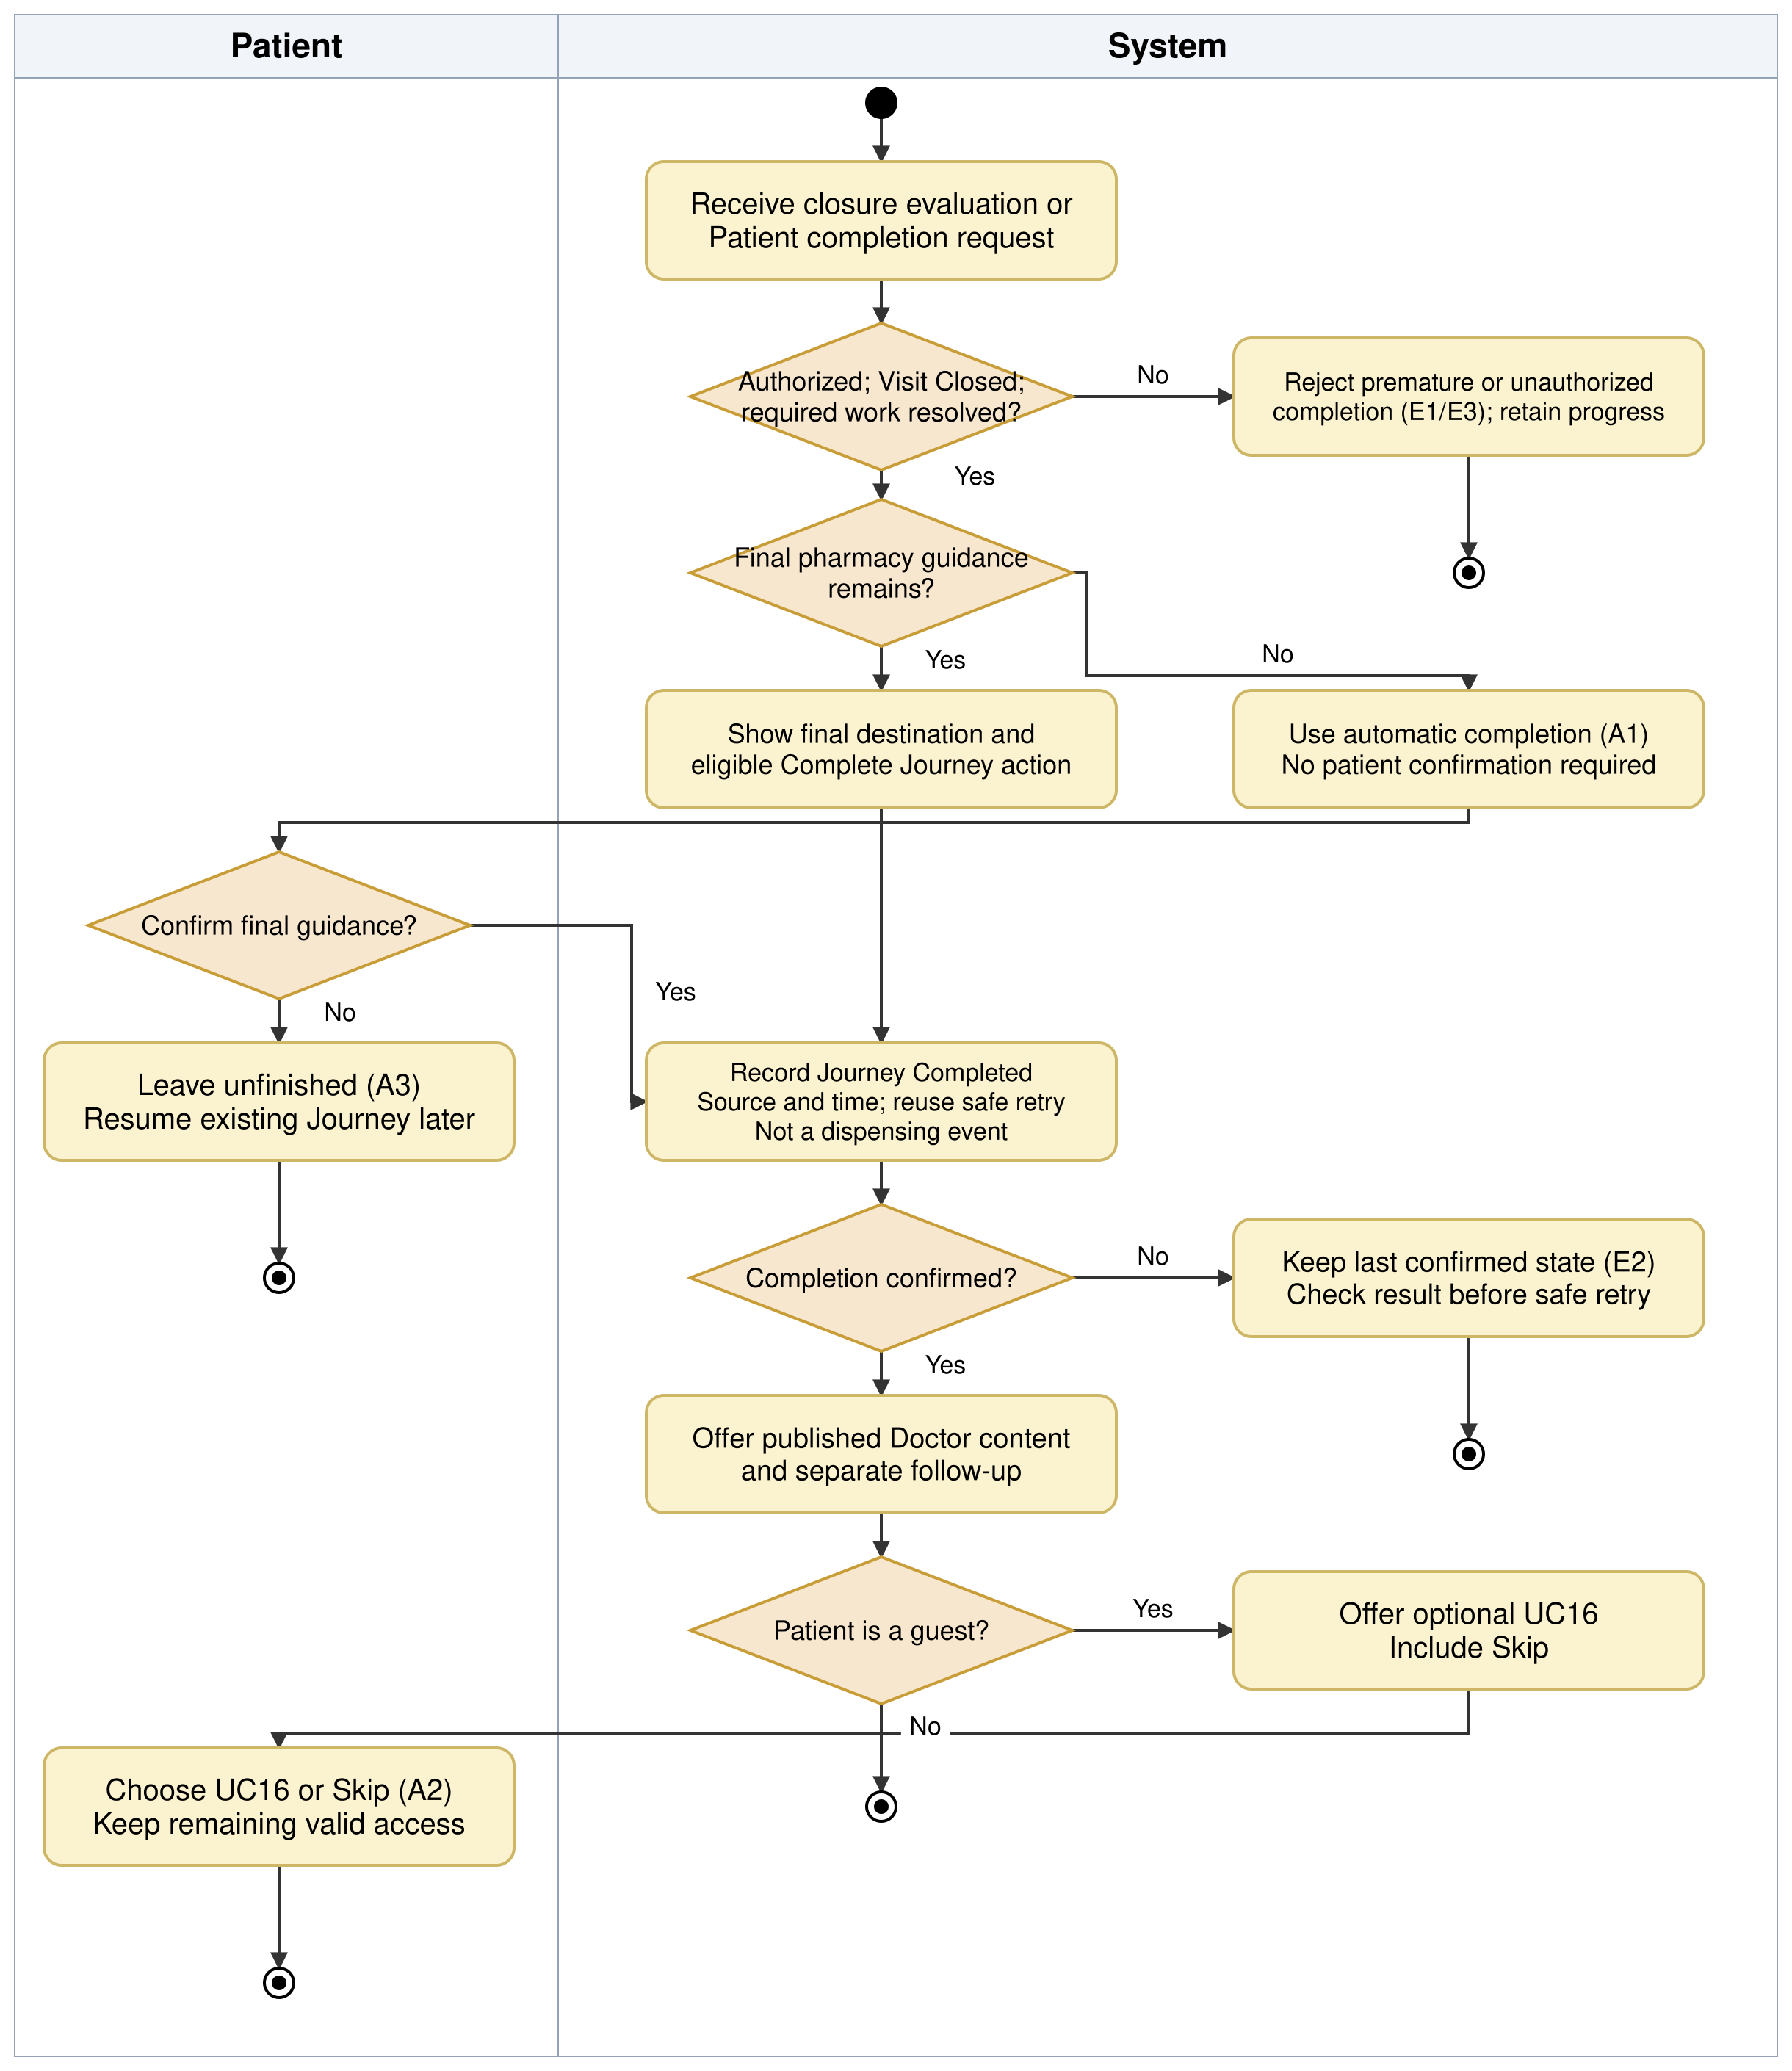 Patient
System
Receive closure evaluation or
Patient completion request
Authorized; Visit Closed;
required work resolved?
No
Reject premature or unauthorized
completion (E1/E3); retain progress
Yes
Final pharmacy guidance
remains?
No
Yes
Show final destination and
eligible Complete Journey action
Use automatic completion (A1)
No patient confirmation required
Confirm final guidance?
Yes
No
Leave unfinished (A3)
Resume existing Journey later
Record Journey Completed
Source and time; reuse safe retry
Not a dispensing event
Completion confirmed?
No
Keep last confirmed state (E2)
Check result before safe retry
Yes
Offer published Doctor content
and separate follow-up
Patient is a guest?
Yes
Offer optional UC16
Include Skip
No
Choose UC16 or Skip (A2)
Keep remaining valid access